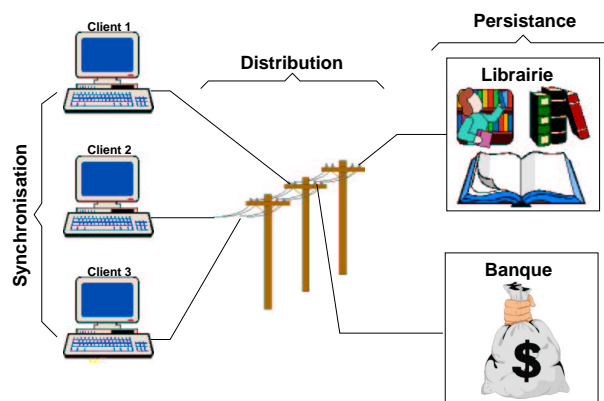 Client 1
Persistance
Distribution
Librairie
Client 2
Synchronisation
Client 3
Banque
$